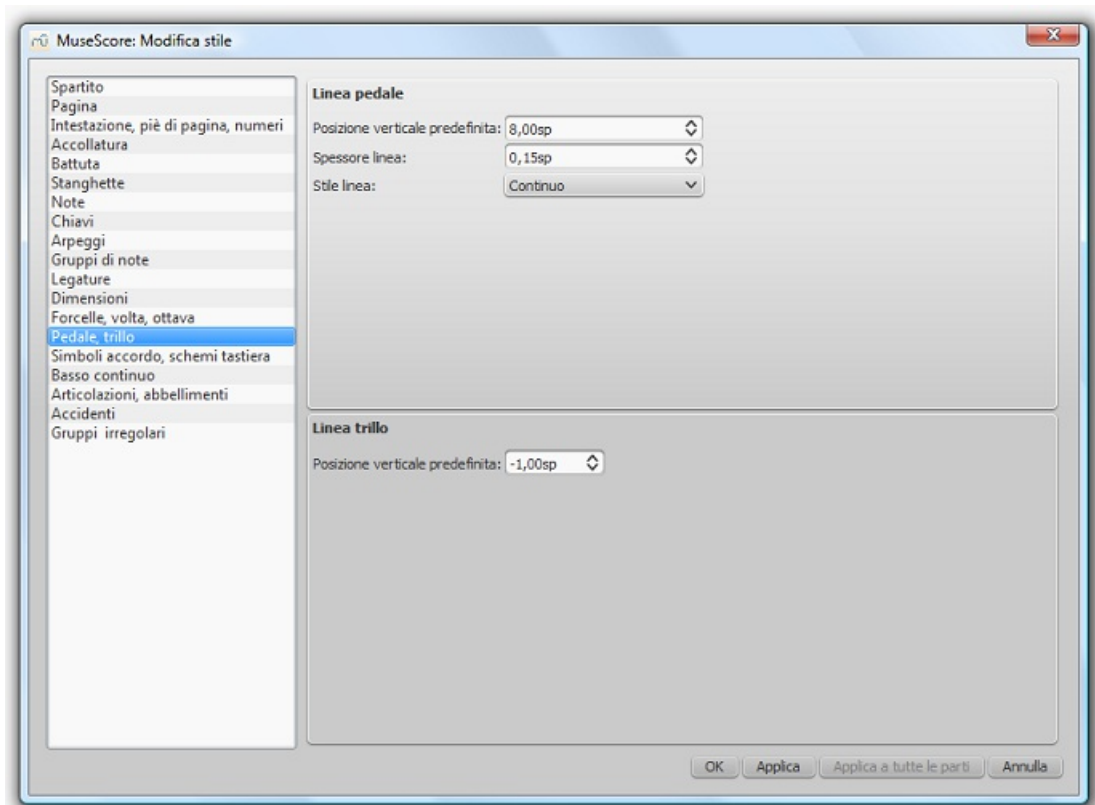 MuseScore: Modifica stile
Spartito
Pagina
Intestazione, piè di pagina, numeri
Accollatura
Battuta
Stanghette
Note
Chiavi
Arpeggi
Gruppi di note
Legature
Dimensioni
Forcelle, volta, ottava
Pedale, trillo
Simboli accordo, schemi tastiera
Basso continuo
Articolazioni, abbellimenti
Accidenti
Gruppi irregolari
Linea pedale
Posizione verticale predefinita: 8,00sp
Spessore linea: 0,15sp
Stile linea: Continuo
Linea trillo
Posizione verticale predefinita: -1,00sp
OK Applica Applica a tutte le parti Annulla